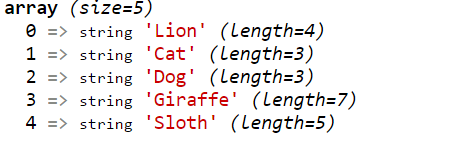 array (size=5)
0 => string 'Lion' (length=4)
1 => string 'Cat' (length=3)
2 => string 'Dog' (length=3)
3 => string 'Giraffe' (length=7)
4 => string 'Sloth' (length=5)